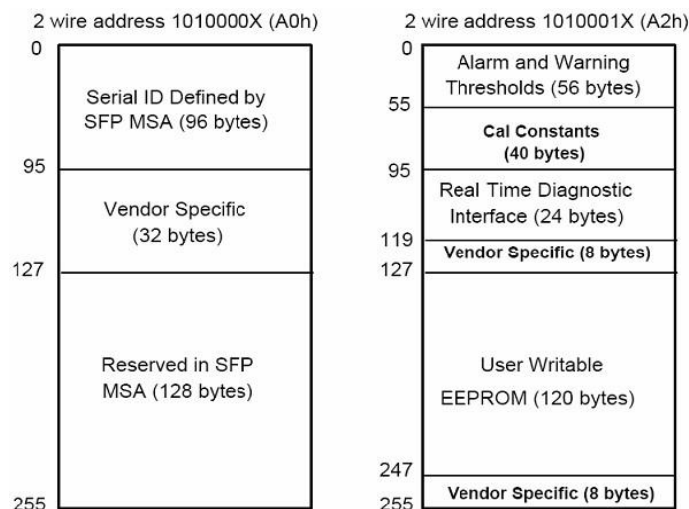 2 wire address 1010000X (A0h)
0
Serial ID Defined by
SFP MSA (96 bytes)
95
Vendor Specific
(32 bytes)
127
Reserved in SFP
MSA (128 bytes)
255
2 wire address 1010001X (A2h)
0
Alarm and Warning
Thresholds (56 bytes)
55
Cal Constants
(40 bytes)
95
Real Time Diagnostic
Interface (24 bytes)
119
Vendor Specific (8 bytes)
127
User Writable
EEPROM (120 bytes)
247
Vendor Specific (8 bytes)
255